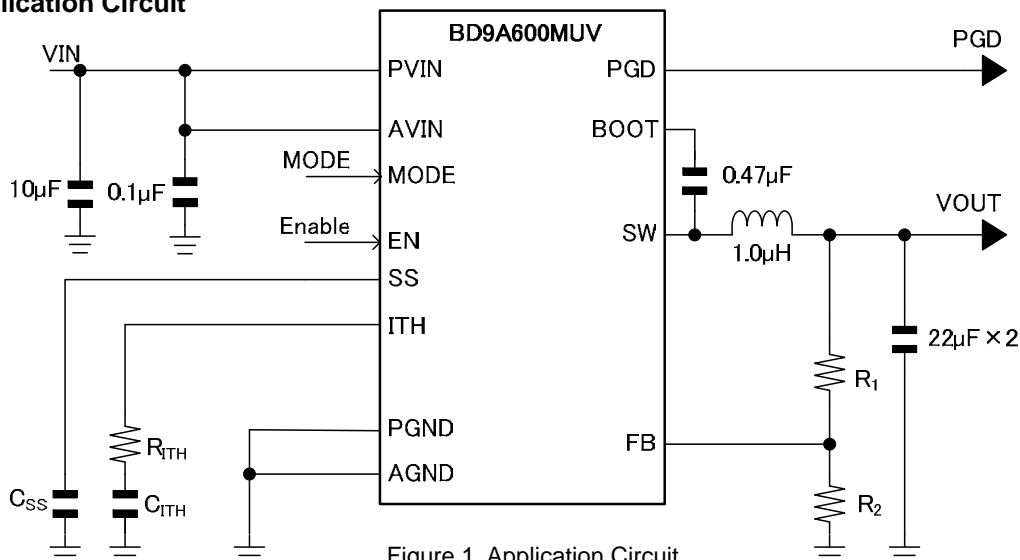 lication Circuit
BD9A600MUV
VIN
PVIN
PGD
PGD
AVIN
BOOT
MODE
MODE
10µF
0.1µF
0.47µF
Enable
EN
SW
VOUT
1.0µH
SS
ITH
22µF×2
R1
PGND
FB
RITH
AGND
CSS
CITH
R2
Figure 1. Application Circuit